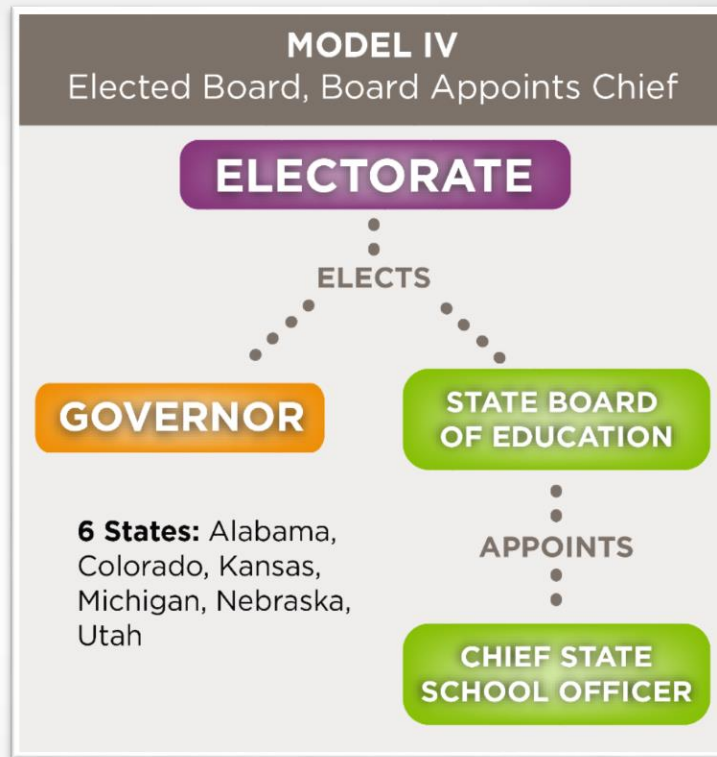 MODEL IV
Elected Board, Board Appoints Chief
ELECTORATE
ELECTS
GOVERNOR
STATE BOARD
OF EDUCATION
6 States: Alabama,
Colorado, Kansas,
Michigan, Nebraska,
Utah
APPOINTS
CHIEF STATE
SCHOOL OFFICER